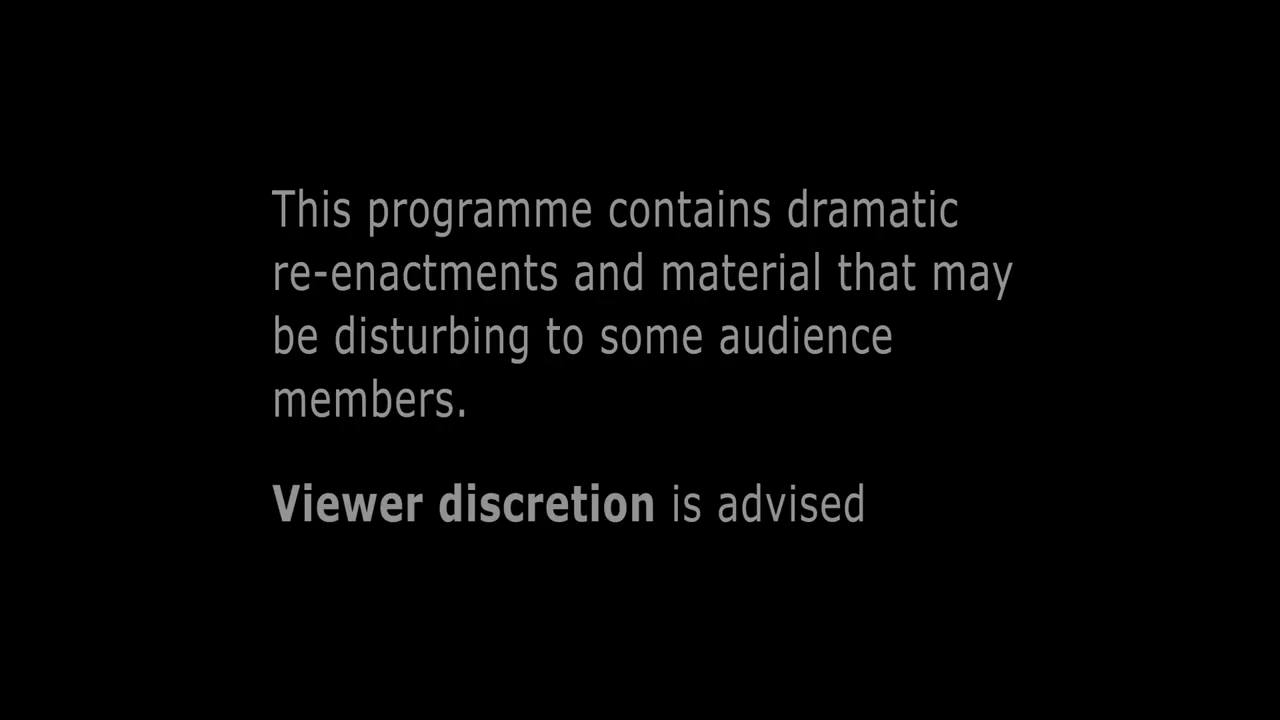 This programme contains dramatic
re-enactments and material that may
be disturbing to some audience
members.
Viewer discretion is advised